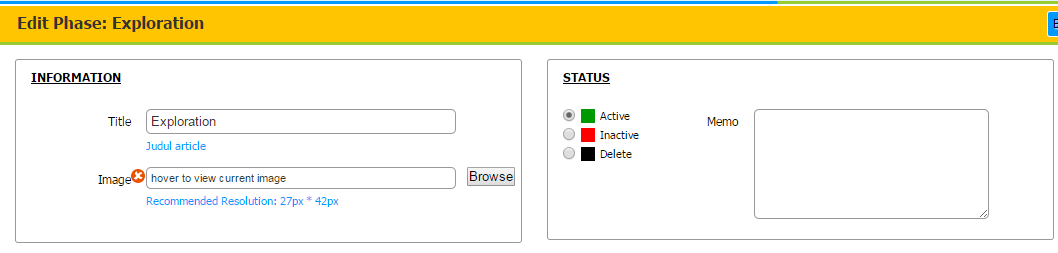 Edit Phase: Exploration
INFORMATION
Title
Exploration
Judul article
Image
hover to view current image
Browse
Recommended Resolution: 27px * 42px
STATUS
Active
Inactive
Delete
Memo